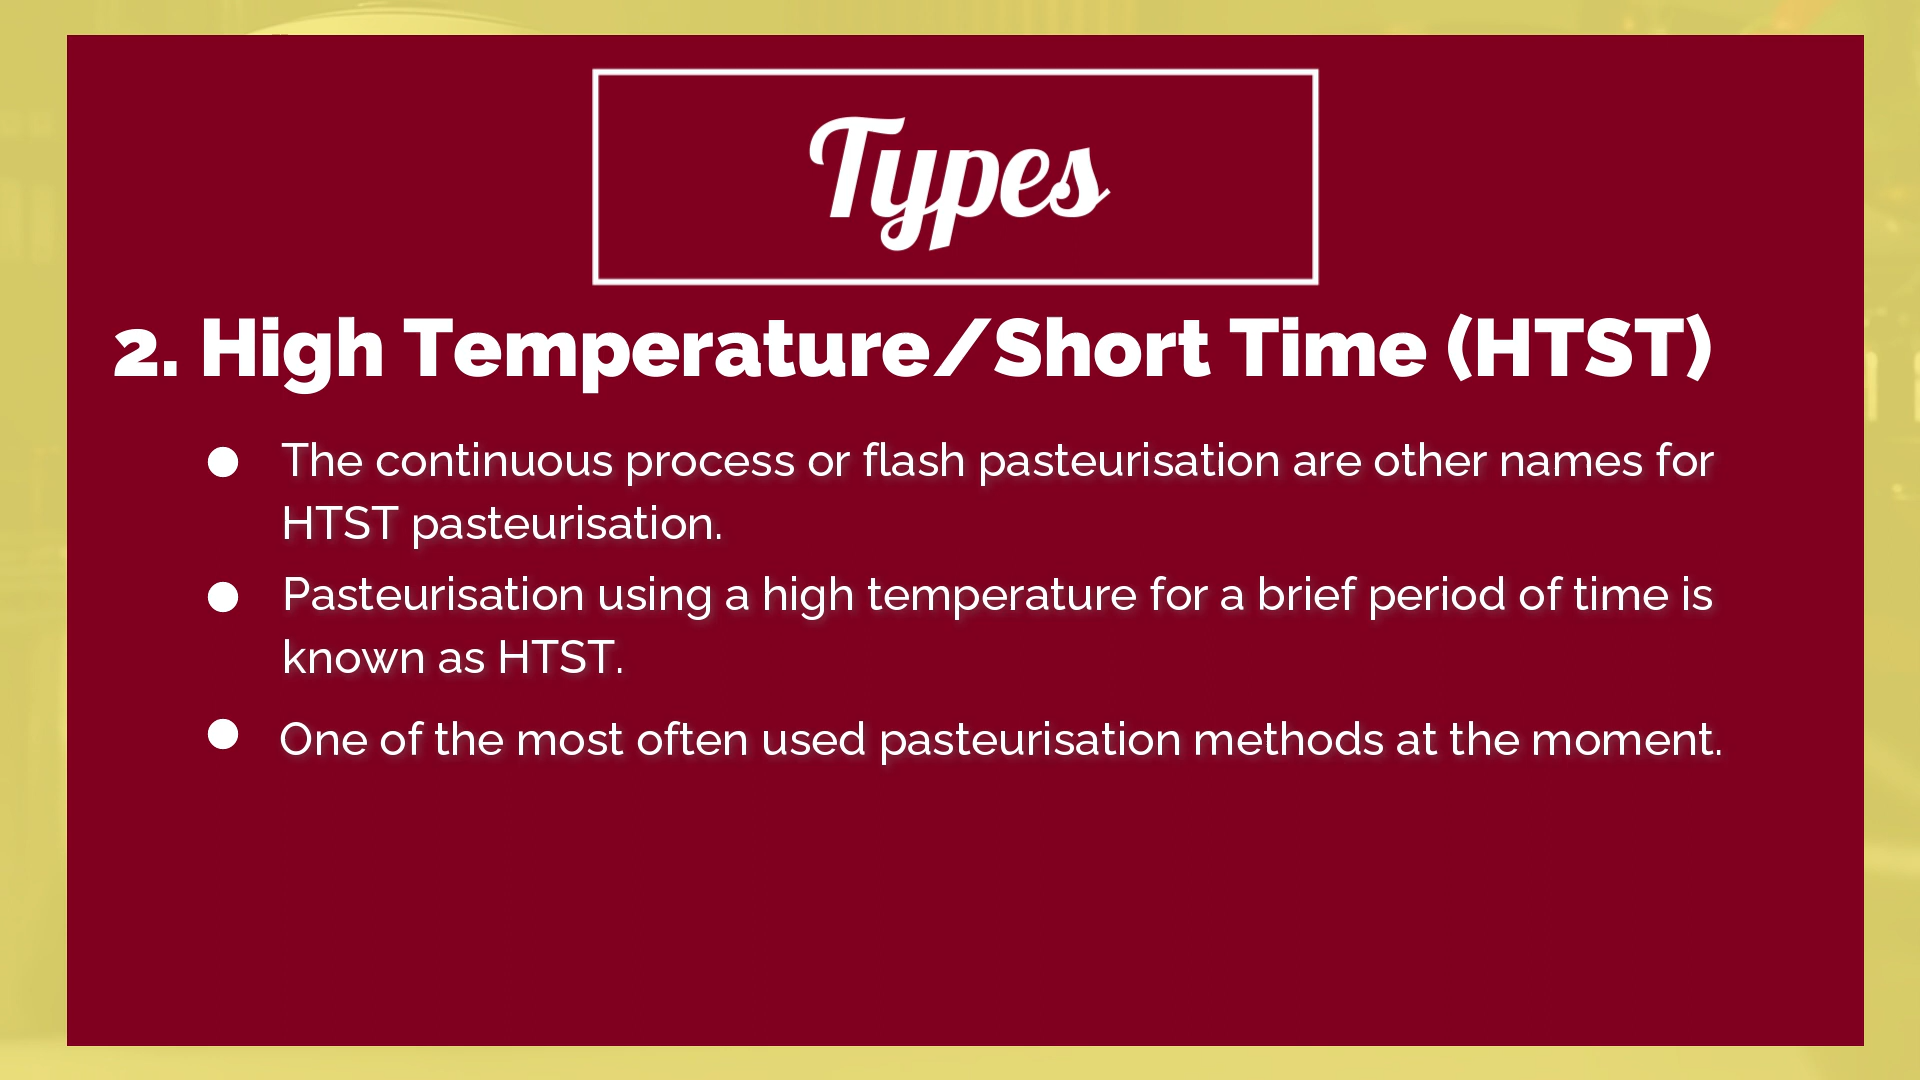 Types
2. High Temperature/Short Time (HTST)
● The continuous process or flash pasteurisation are other names for
HTST pasteurisation.
● Pasteurisation using a high temperature for a brief period of time is
known as HTST.
● One of the most often used pasteurisation methods at the moment.